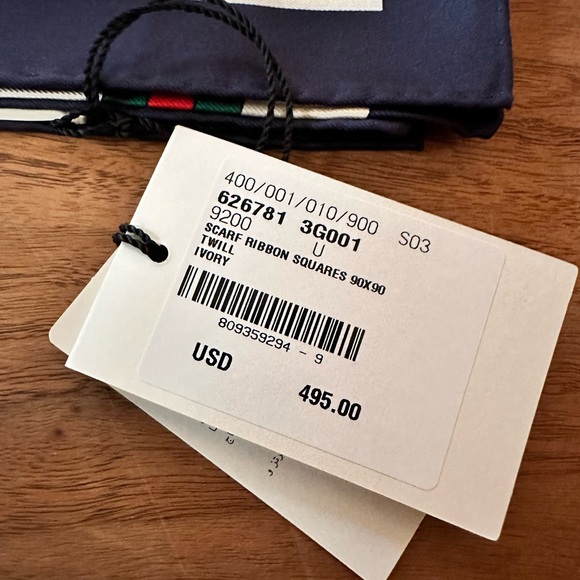 400/001/010/900 S03
626781 3G001
9200 U
SCARF RIBBON SQUARES 90X90
TWILL
IVORY
809359294 - 9
USD
495.00